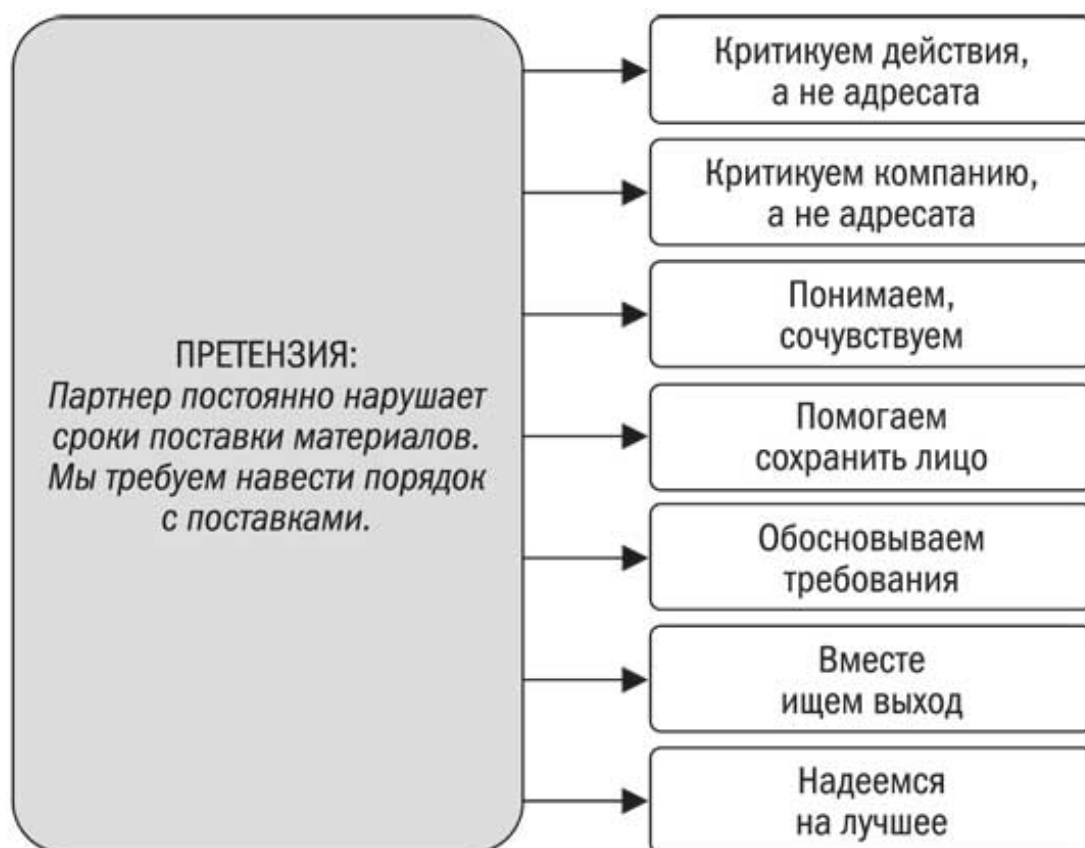 ПРЕТЕНЗИЯ:
Партнер постоянно нарушает
сроки поставки материалов.
Мы требуем навести порядок
с поставками.
Критикуем действия,
а не адресата
Критикуем компанию,
а не адресата
Понимаем,
сочувствуем
Помогаем
сохранить лицо
Обосновываем
требования
Вместе
ищем выход
Надеемся
на лучшее